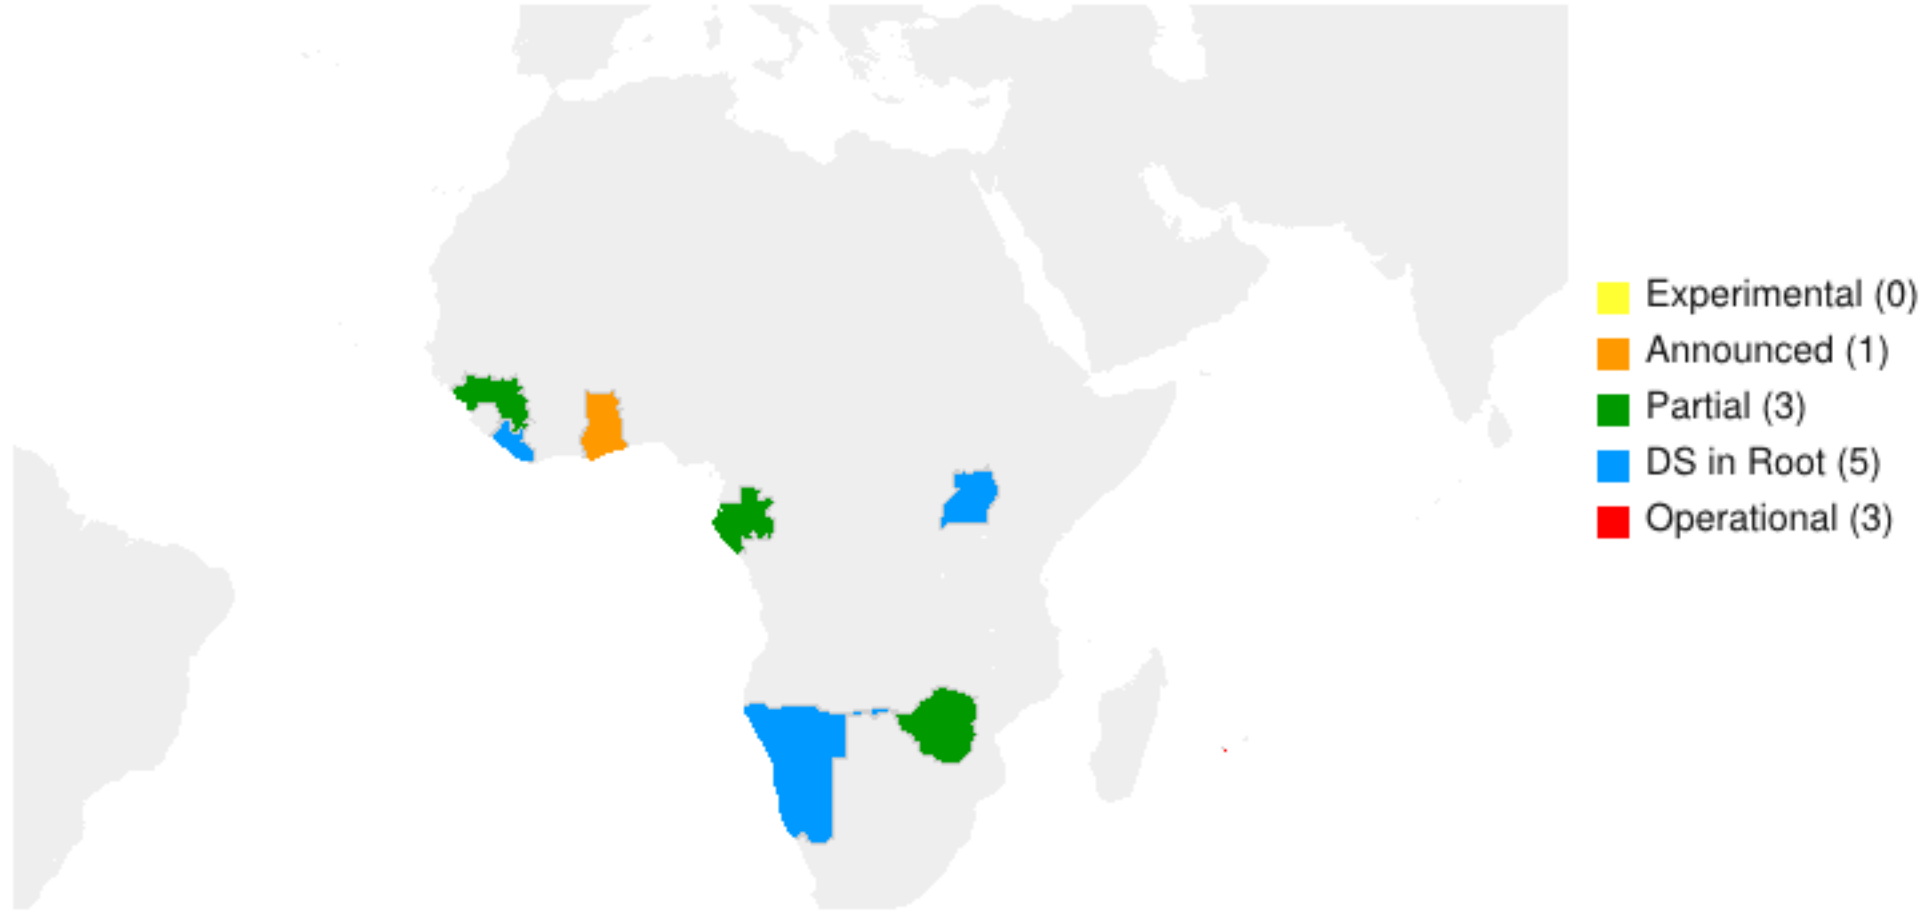 Experimental (0)
Announced (1)
Partial (3)
DS in Root (5)
Operational (3)